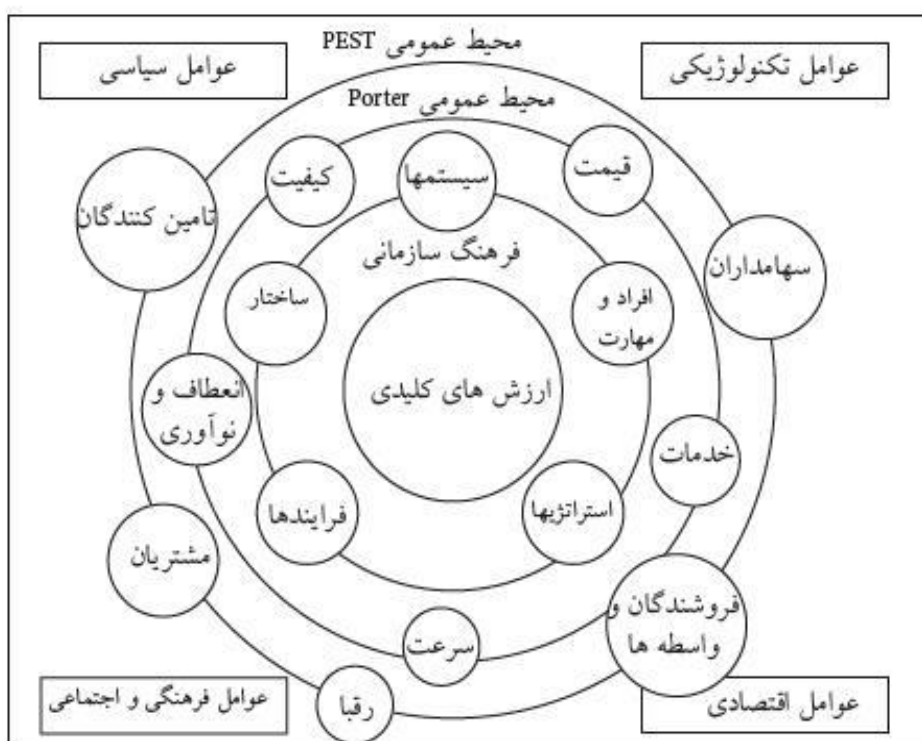 محیط عمومی PEST
عوامل تکنولوژیکی
عوامل سیاسی
محیط عمومی Porter
قیمت
سیستمها
کیفیت
تامین کنندگان
سهامداران
فرهنگ سازمانی
افراد و
مهارت
ساختار
ارزش های کلیدی
انعطاف و
نوآوری
خدمات
استراتژیها
فرایندها
مشتریان
فروشندگان و
واسطه ها
سرعت
رقبا
عوامل اقتصادی
عوامل فرهنگی و اجتماعی